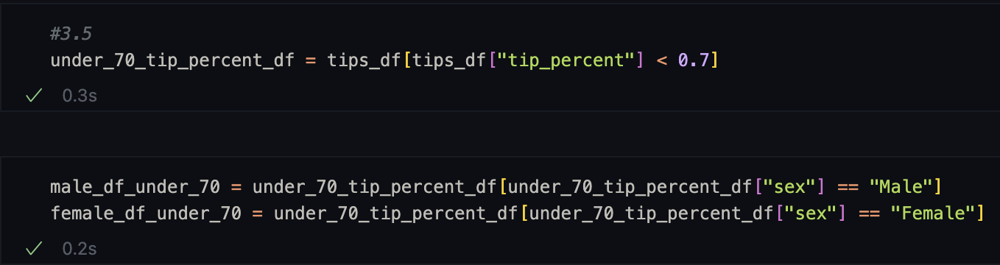 #3.5
under_70_tip_percent_df = tips_df[tips_df["tip_percent"] < 0.7]
✓ 0.3s
male_df_under_70 = under_70_tip_percent_df[under_70_tip_percent_df["sex"] == "Male"]
female_df_under_70 = under_70_tip_percent_df[under_70_tip_percent_df["sex"] == "Female"]
✓ 0.2s